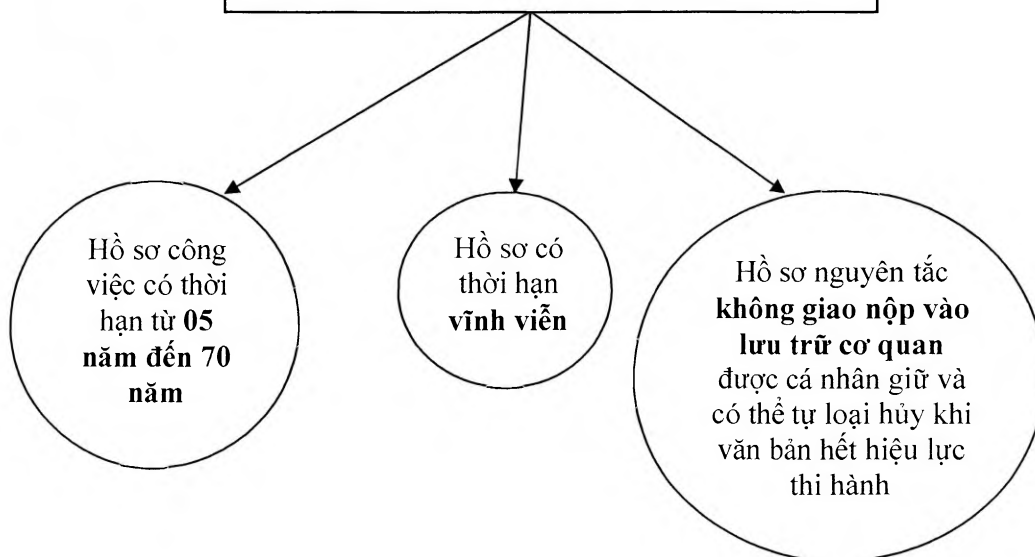 Hồ sơ công
việc có thời
hạn từ 05
năm đến 70
năm
Hồ sơ có
thời hạn
vĩnh viễn
Hồ sơ nguyên tắc
không giao nộp vào
lưu trữ cơ quan
được cá nhân giữ và
có thể tự loại hủy khi
văn bản hết hiệu lực
thi hành